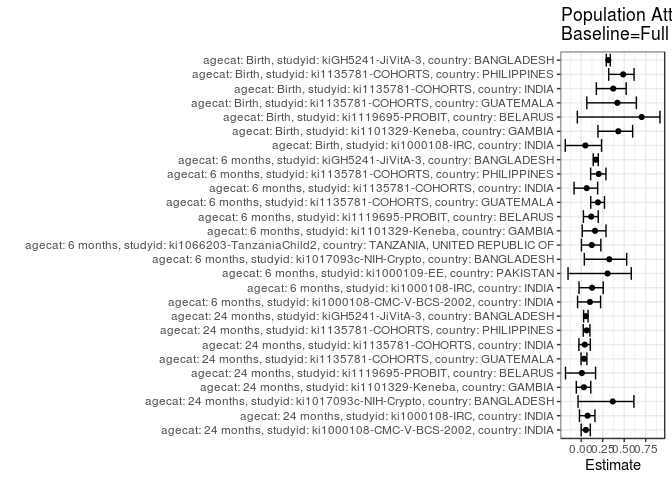 Population Att
Baseline=Full
agecat: Birth, studyid: kiGH5241-JiVitA-3, country: BANGLADESH
agecat: Birth, studyid: ki1135781-COHORTS, country: PHILIPPINES
agecat: Birth, studyid: ki1135781-COHORTS, country: INDIA
agecat: Birth, studyid: ki1135781-COHORTS, country: GUATEMALA
agecat: Birth, studyid: ki1119695-PROBIT, country: BELARUS
agecat: Birth, studyid: ki1101329-Keneba, country: GAMBIA
agecat: Birth, studyid: ki1000108-IRC, country: INDIA
agecat: 6 months, studyid: kiGH5241-JiVitA-3, country: BANGLADESH
agecat: 6 months, studyid: ki1135781-COHORTS, country: PHILIPPINES
agecat: 6 months, studyid: ki1135781-COHORTS, country: INDIA
agecat: 6 months, studyid: ki1135781-COHORTS, country: GUATEMALA
agecat: 6 months, studyid: ki1119695-PROBIT, country: BELARUS
agecat: 6 months, studyid: ki1101329-Keneba, country: GAMBIA
agecat: 6 months, studyid: ki1066203-TanzaniaChild2, country: TANZANIA, UNITED REPUBLIC OF
agecat: 6 months, studyid: ki1017093c-NIH-Crypto, country: BANGLADESH
agecat: 6 months, studyid: ki1000109-EE, country: PAKISTAN
agecat: 6 months, studyid: ki1000108-IRC, country: INDIA
agecat: 6 months, studyid: ki1000108-CMC-V-BCS-2002, country: INDIA
agecat: 24 months, studyid: kiGH5241-JiVitA-3, country: BANGLADESH
agecat: 24 months, studyid: ki1135781-COHORTS, country: PHILIPPINES
agecat: 24 months, studyid: ki1135781-COHORTS, country: INDIA
agecat: 24 months, studyid: ki1135781-COHORTS, country: GUATEMALA
agecat: 24 months, studyid: ki1119695-PROBIT, country: BELARUS
agecat: 24 months, studyid: ki1101329-Keneba, country: GAMBIA
agecat: 24 months, studyid: ki1017093c-NIH-Crypto, country: BANGLADESH
agecat: 24 months, studyid: ki1000108-IRC, country: INDIA
agecat: 24 months, studyid: ki1000108-CMC-V-BCS-2002, country: INDIA
0.00 0.25 0.50 0.75
Estimate